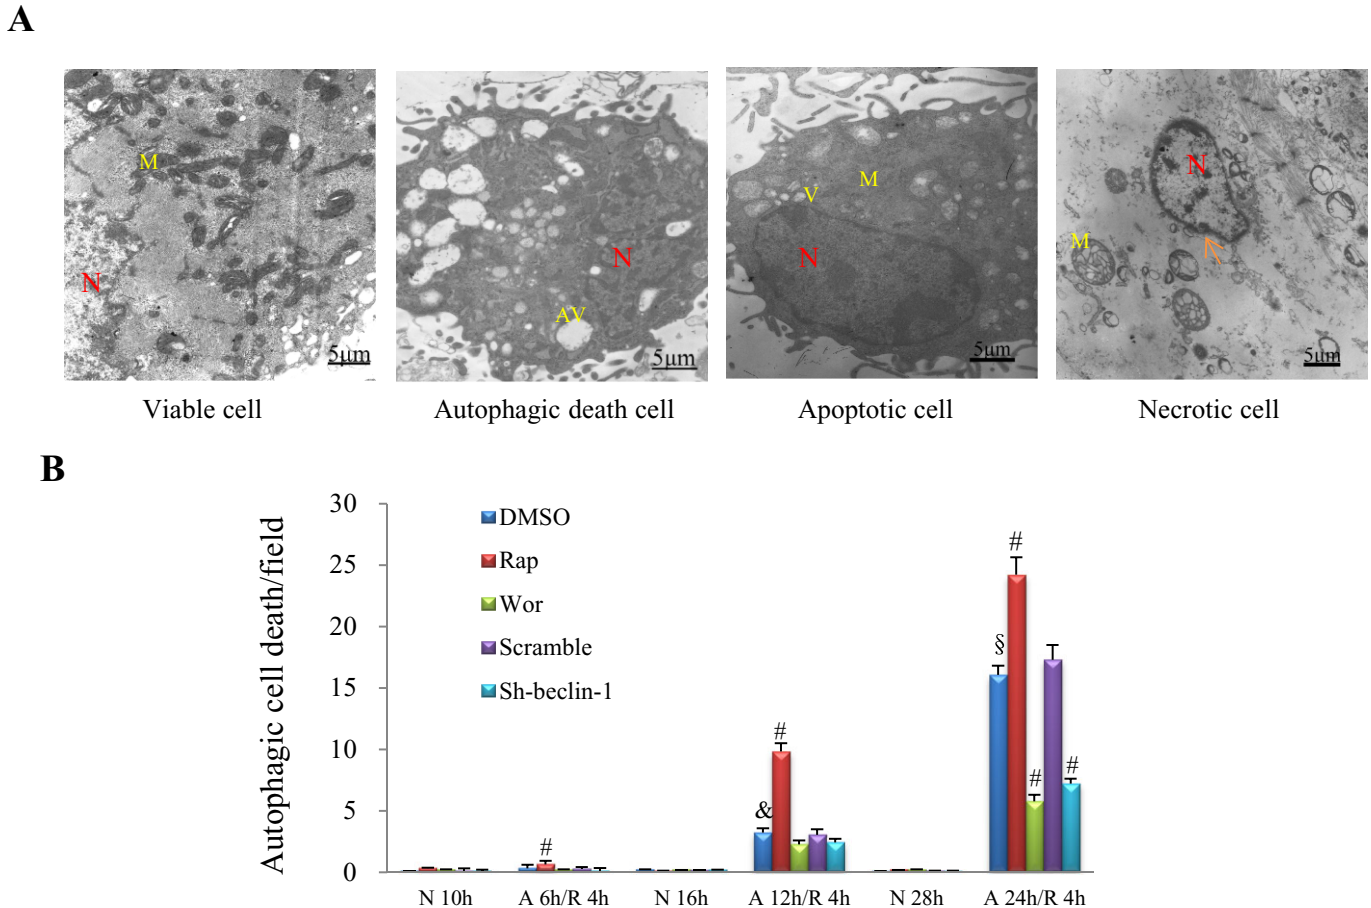 A
M
N
5μm
AV
N
5μm
V
M
N
5μm
N
M
5μm
Viable cell
Autophagic death cell
Apoptotic cell
Necrotic cell
B
Autophagic cell death/field
30
25
20
15
10
5
0
DMSO
Rap
Wor
Scramble
Sh-beclin-1
#
&
#
§
#
#
#
N 10h
A 6h/R 4h
N 16h
A 12h/R 4h
N 28h
A 24h/R 4h